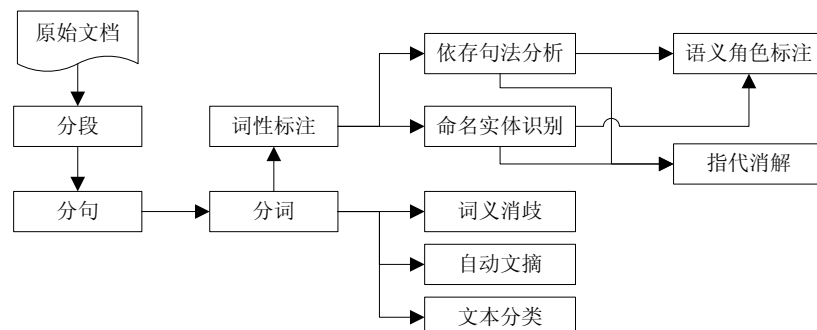 原始文档
依存句法分析
语义角色标注
分段
词性标注
命名实体识别
指代消解
分句
分词
词义消歧
自动文摘
文本分类